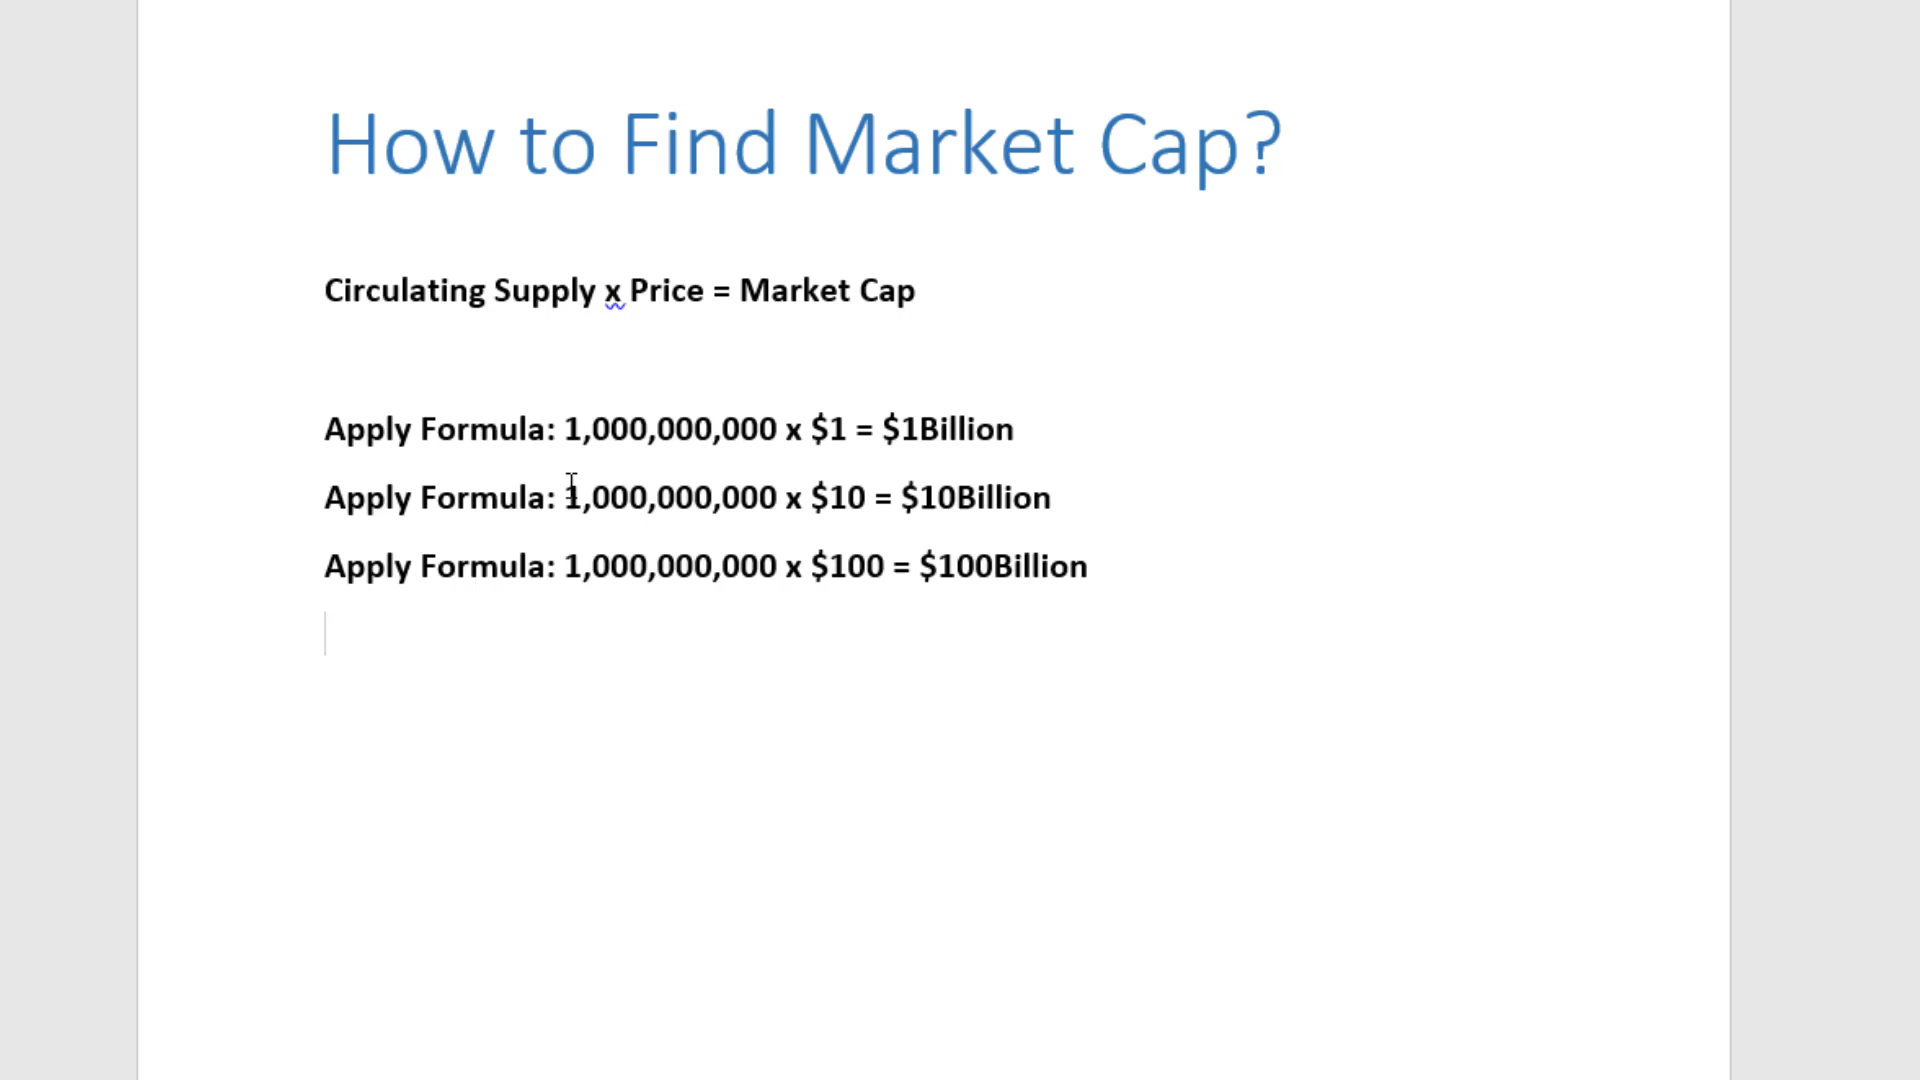 How to Find Market Cap?
Circulating Supply x Price = Market Cap
Apply Formula: 1,000,000,000 x $1 = $1Billion
Apply Formula: 1,000,000,000 x $10 = $10Billion
Apply Formula: 1,000,000,000 x $100 = $100Billion